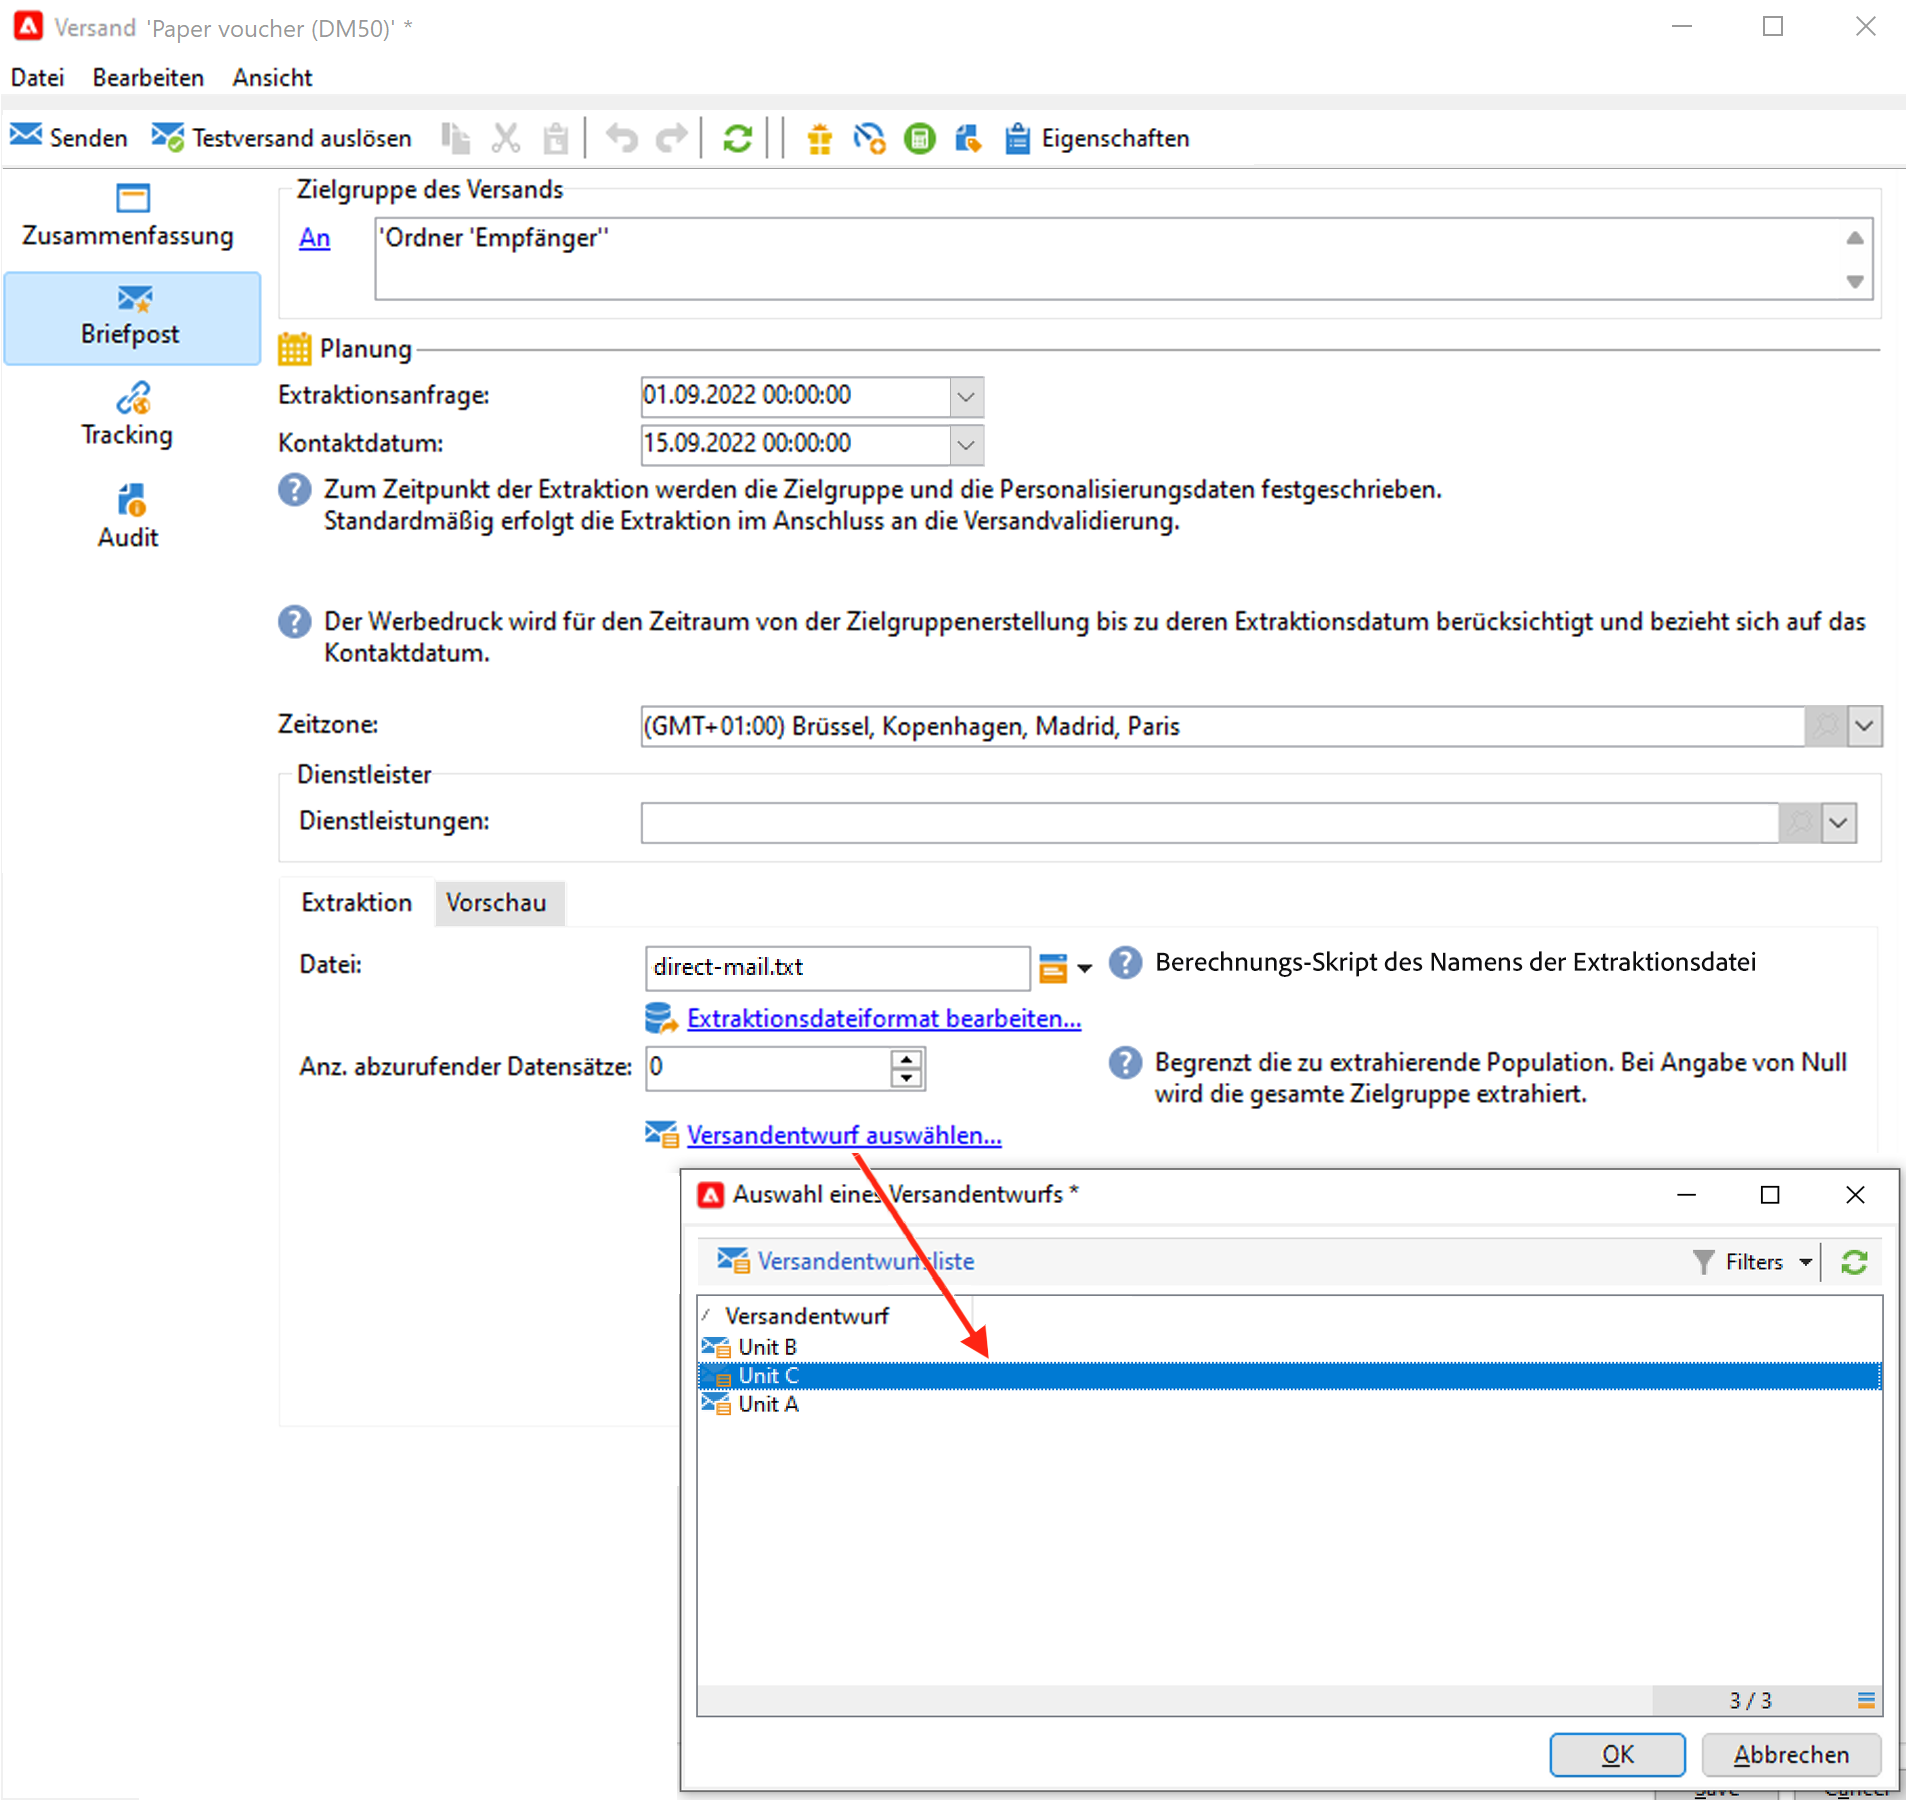 Versand 'Paper voucher (DM50)' *
Datei Bearbeiten Ansicht
Senden Testversand auslösen Eigenschaften
Zusammenfassung
Briefpost
Tracking
Audit
Zielgruppe des Versands
An 'Ordner 'Empfänger''
Planung
Extraktionsanfrage: 01.09.2022 00:00:00
Kontaktdatum: 15.09.2022 00:00:00
Zum Zeitpunkt der Extraktion werden die Zielgruppe und die Personalisierungsdaten festgeschrieben.
Standardmäßig erfolgt die Extraktion im Anschluss an die Versandvalidierung.
Der Werbedruck wird für den Zeitraum von der Zielgruppenerstellung bis zu deren Extraktionsdatum berücksichtigt und bezieht sich auf das
Kontaktdatum.
Zeitzone: (GMT+01:00) Brüssel, Kopenhagen, Madrid, Paris
Dienstleister
Dienstleistungen:
Extraktion Vorschau
Datei: direct-mail.txt Berechnungs-Skript des Namens der Extraktionsdatei
Extraktionsdateiformat bearbeiten...
Anz. abzurufender Datensätze: 0 Begrenzt die zu extrahierende Population. Bei Angabe von Null
wird die gesamte Zielgruppe extrahiert.
Versandentwurf auswählen...
Auswahl eines Versandentwurfs *
Versandentwurfsliste Filters
Versandentwurf
Unit B
Unit C
Unit A
3 / 3
OK Abbrechen
Save Cancel